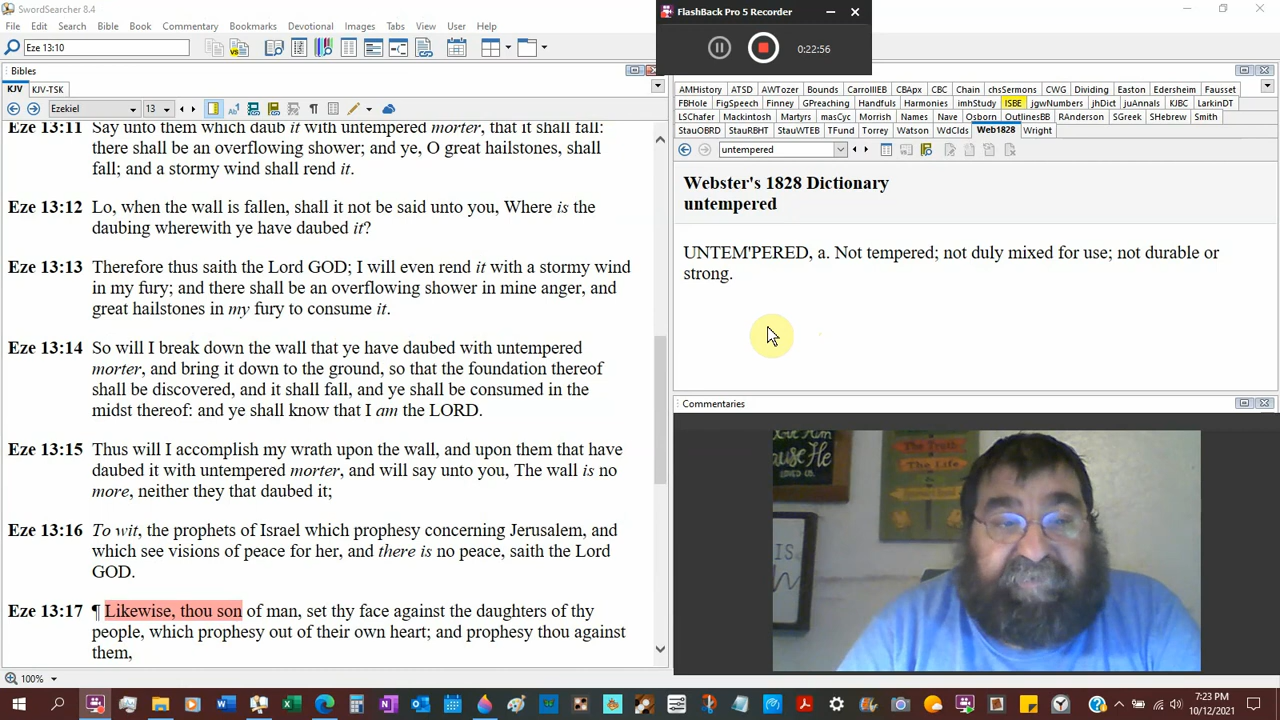 SwordSearcher 8.4
File Edit Search Bible Book Commentary Bookmarks Devotional Images Tabs View User Help
Eze 13:10
VS
FlashBack Pro 5 Recorder
0:22:56
Bibles
KJV KJV-TSK
Ezekiel 13
Eze 13:11 Say unto them which daub it with untempered morter, that it shall fall:
there shall be an overflowing shower; and ye, O great hailstones, shall
fall; and a stormy wind shall rend it.
Eze 13:12 Lo, when the wall is fallen, shall it not be said unto you, Where is the
daubing wherewith ye have daubed it?
Eze 13:13 Therefore thus saith the Lord GOD; I will even rend it with a stormy wind
in my fury; and there shall be an overflowing shower in mine anger, and
great hailstones in my fury to consume it.
Eze 13:14 So will I break down the wall that ye have daubed with untempered
morter, and bring it down to the ground, so that the foundation thereof
shall be discovered, and it shall fall, and ye shall be consumed in the
midst thereof: and ye shall know that I am the LORD.
Eze 13:15 Thus will I accomplish my wrath upon the wall, and upon them that have
daubed it with untempered morter, and will say unto you, The wall is no
more, neither they that daubed it;
Eze 13:16 To wit, the prophets of Israel which prophesy concerning Jerusalem, and
which see visions of peace for her, and there is no peace, saith the Lord
GOD.
Eze 13:17 ¶ Likewise, thou son of man, set thy face against the daughters of thy
people, which prophesy out of their own heart; and prophesy thou against
them,
100%
AMHistory ATSD AWTozer Bounds CarrollEIB CBApx CBC Chain chsSermons CWG Dividing Easton Edersheim Fausset
FBHole FigSpeech Finney GPreaching Handfuls Harmonies imhStudy ISBE jgwNumbers jhDict juAnnals KJBC LarkinDT
LSChafer Mackintosh Martyrs masCyc Morrish Names Nave Osborn OutlinesBB RAnderson SGreek SHebrew Smith
StauOBRD StauRBHT StauWTEB TFund Torrey Watson WdClds Web1828 Wright
untempered
Webster's 1828 Dictionary
untempered
UNTEM'PERED, a. Not tempered; not duly mixed for use; not durable or
strong.
Commentaries
ause He
The Truth
The Life
IS
7:23 PM
10/12/2021